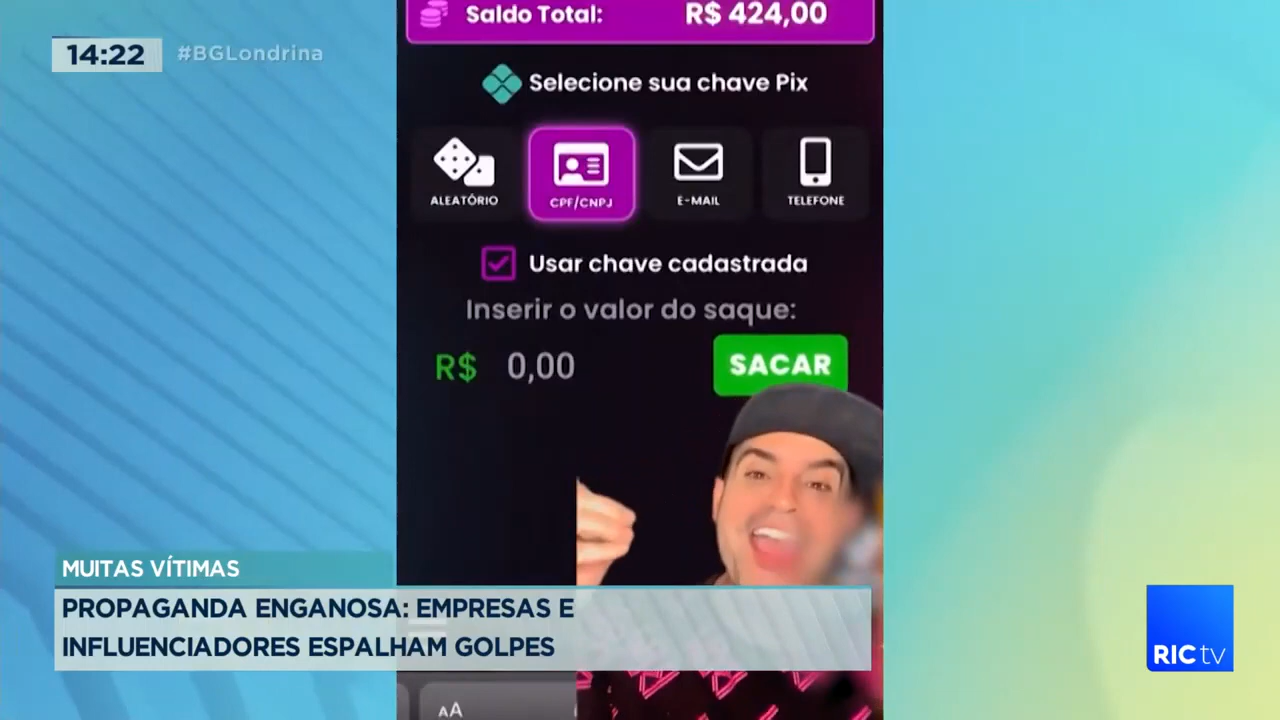 Saldo Total: R$ 424,00
14:22 #BGLondrina
Selecione sua chave Pix
ALEATÓRIO CPF/CNPJ E-MAIL TELEFONE
Usar chave cadastrada
Inserir o valor do saque:
R$ 0,00 SACAR
MUITAS VÍTIMAS
PROPAGANDA ENGANOSA: EMPRESAS E
INFLUENCIADORES ESPALHAM GOLPES
RIC tv
AA